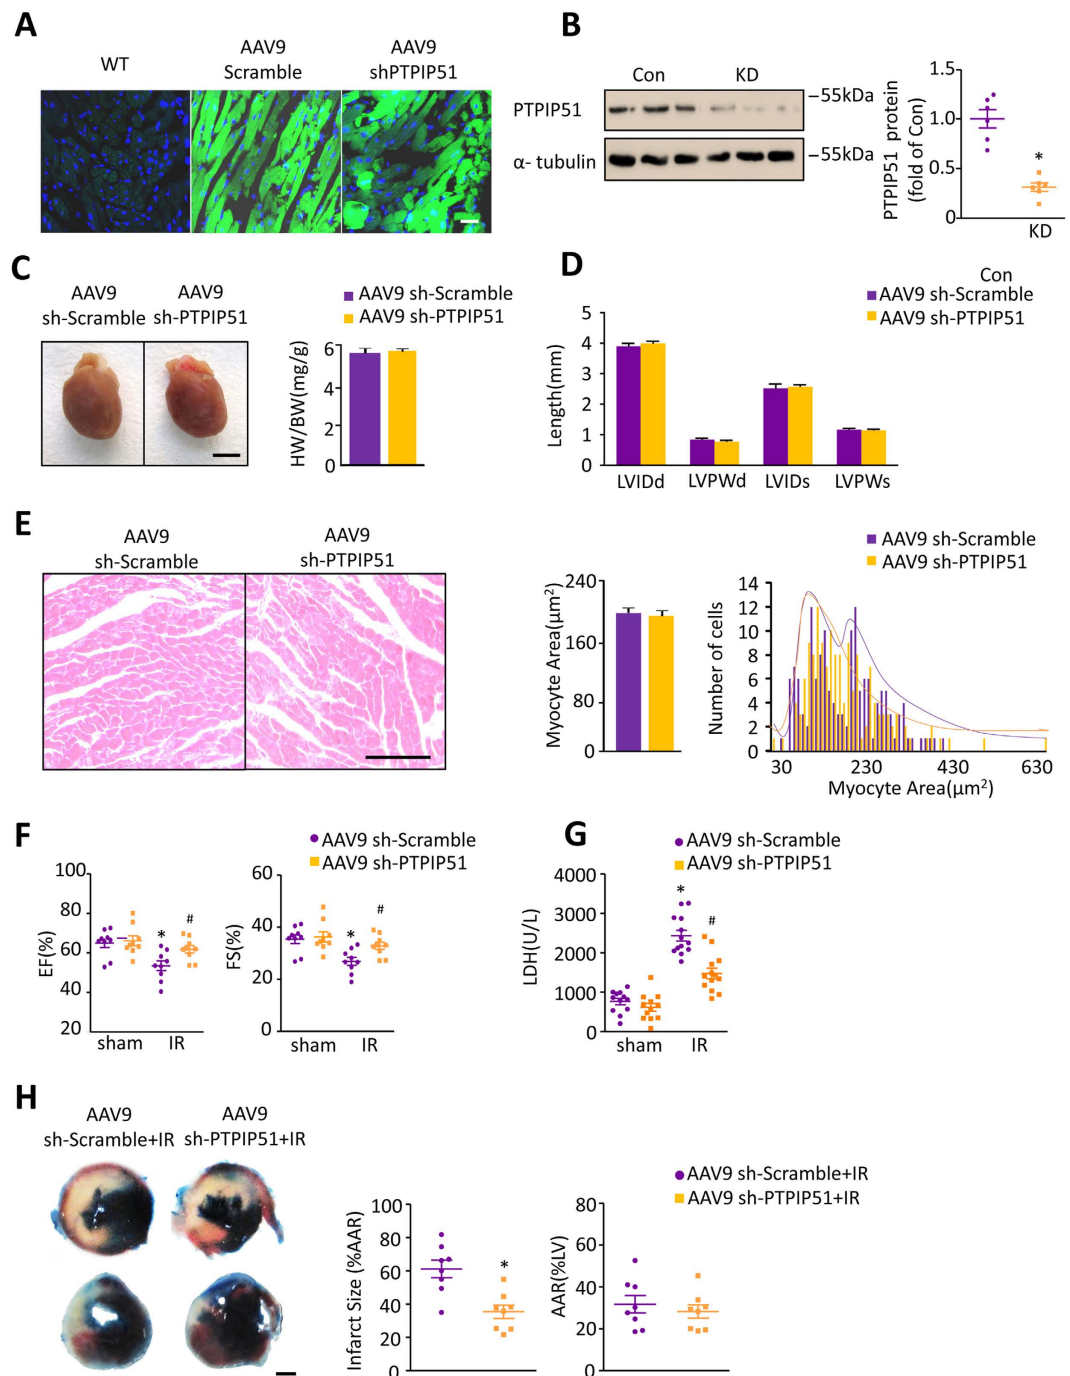 A
WT
AAV9
Scramble
AAV9
shPTPIP51
B
Con
KD
PTPIP51
α- tubulin
–55kDa
–55kDa
PTPIP51 protein
(fold of Con)
1.5
1.0
0.5
0
*
KD
Con
C
AAV9
sh-Scramble
AAV9
sh-PTPIP51
AAV9 sh-Scramble
AAV9 sh-PTPIP51
HW/BW(mg/g)
6
4
2
0
D
AAV9 sh-Scramble
AAV9 sh-PTPIP51
Length(mm)
5
4
3
2
1
0
LVIDd
LVPWd
LVIDs
LVPWs
E
AAV9
sh-Scramble
AAV9
sh-PTPIP51
Myocyte Area(μm²)
240
160
80
0
AAV9 sh-Scramble
AAV9 sh-PTPIP51
Number of cells
14
12
10
8
6
4
2
0
30
230
430
630
Myocyte Area(μm²)
F
AAV9 sh-Scramble
AAV9 sh-PTPIP51
EF(%)
100
80
60
40
20
*
#
sham
IR
FS(%)
60
40
20
0
*
#
sham
IR
G
AAV9 sh-Scramble
AAV9 sh-PTPIP51
LDH(U/L)
4000
3000
2000
1000
0
*
#
sham
IR
H
AAV9
sh-Scramble+IR
AAV9
sh-PTPIP51+IR
AAV9 sh-Scramble+IR
AAV9 sh-PTPIP51+IR
Infarct Size (%AAR)
100
80
60
40
20
0
*
AAR(%LV)
80
60
40
20
0